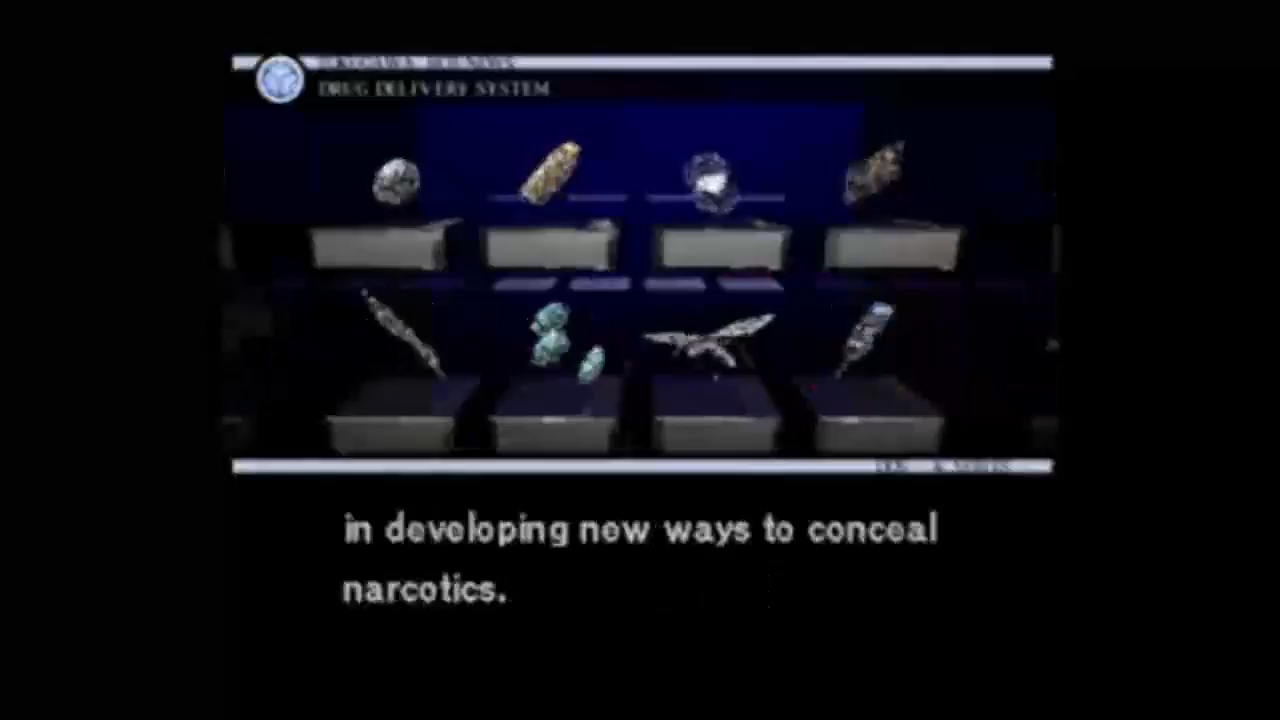 DRUG DELIVERY SYSTEM
in developing new ways to conceal
narcotics.